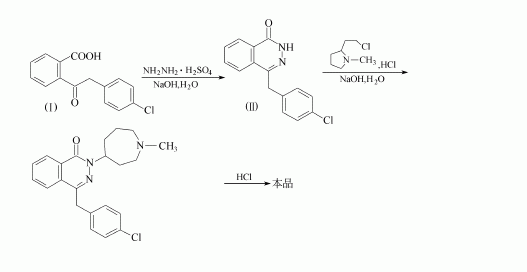 COOH
O
Cl
(Ⅰ)
NH2NH2・H2SO4
NaOH,H2O
O
NH
N
Cl
(Ⅱ)
Cl
N—CH3 ,HCl
NaOH,H2O
O
N
N
N—CH3
Cl
HCl
本品